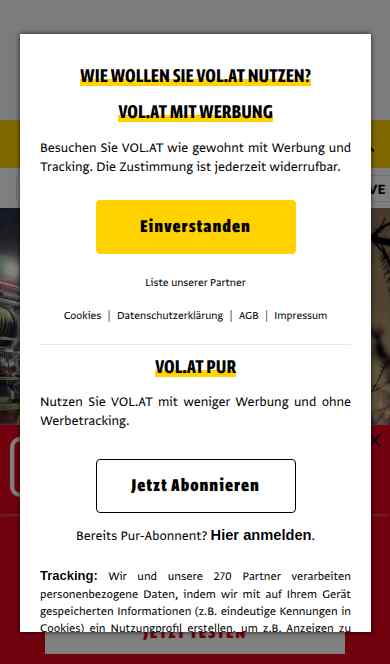 WIE WOLLEN SIE VOL.AT NUTZEN?
VOL.AT MIT WERBUNG
Besuchen Sie VOL.AT wie gewohnt mit Werbung und
Tracking. Die Zustimmung ist jederzeit widerrufbar.
Einverstanden
Liste unserer Partner
Cookies | Datenschutzerklärung | AGB | Impressum
VOL.AT PUR
Nutzen Sie VOL.AT mit weniger Werbung und ohne
Werbetracking.
Jetzt Abonnieren
Bereits Pur-Abonnent? Hier anmelden.
Tracking: Wir und unsere 270 Partner verarbeiten
personenbezogene Daten, indem wir mit auf Ihrem Gerät
gespeicherten Informationen (z.B. eindeutige Kennungen in
Cookies) ein Nutzungsprofil erstellen, um z.B. Anzeigen zu
JETZT TESTEN